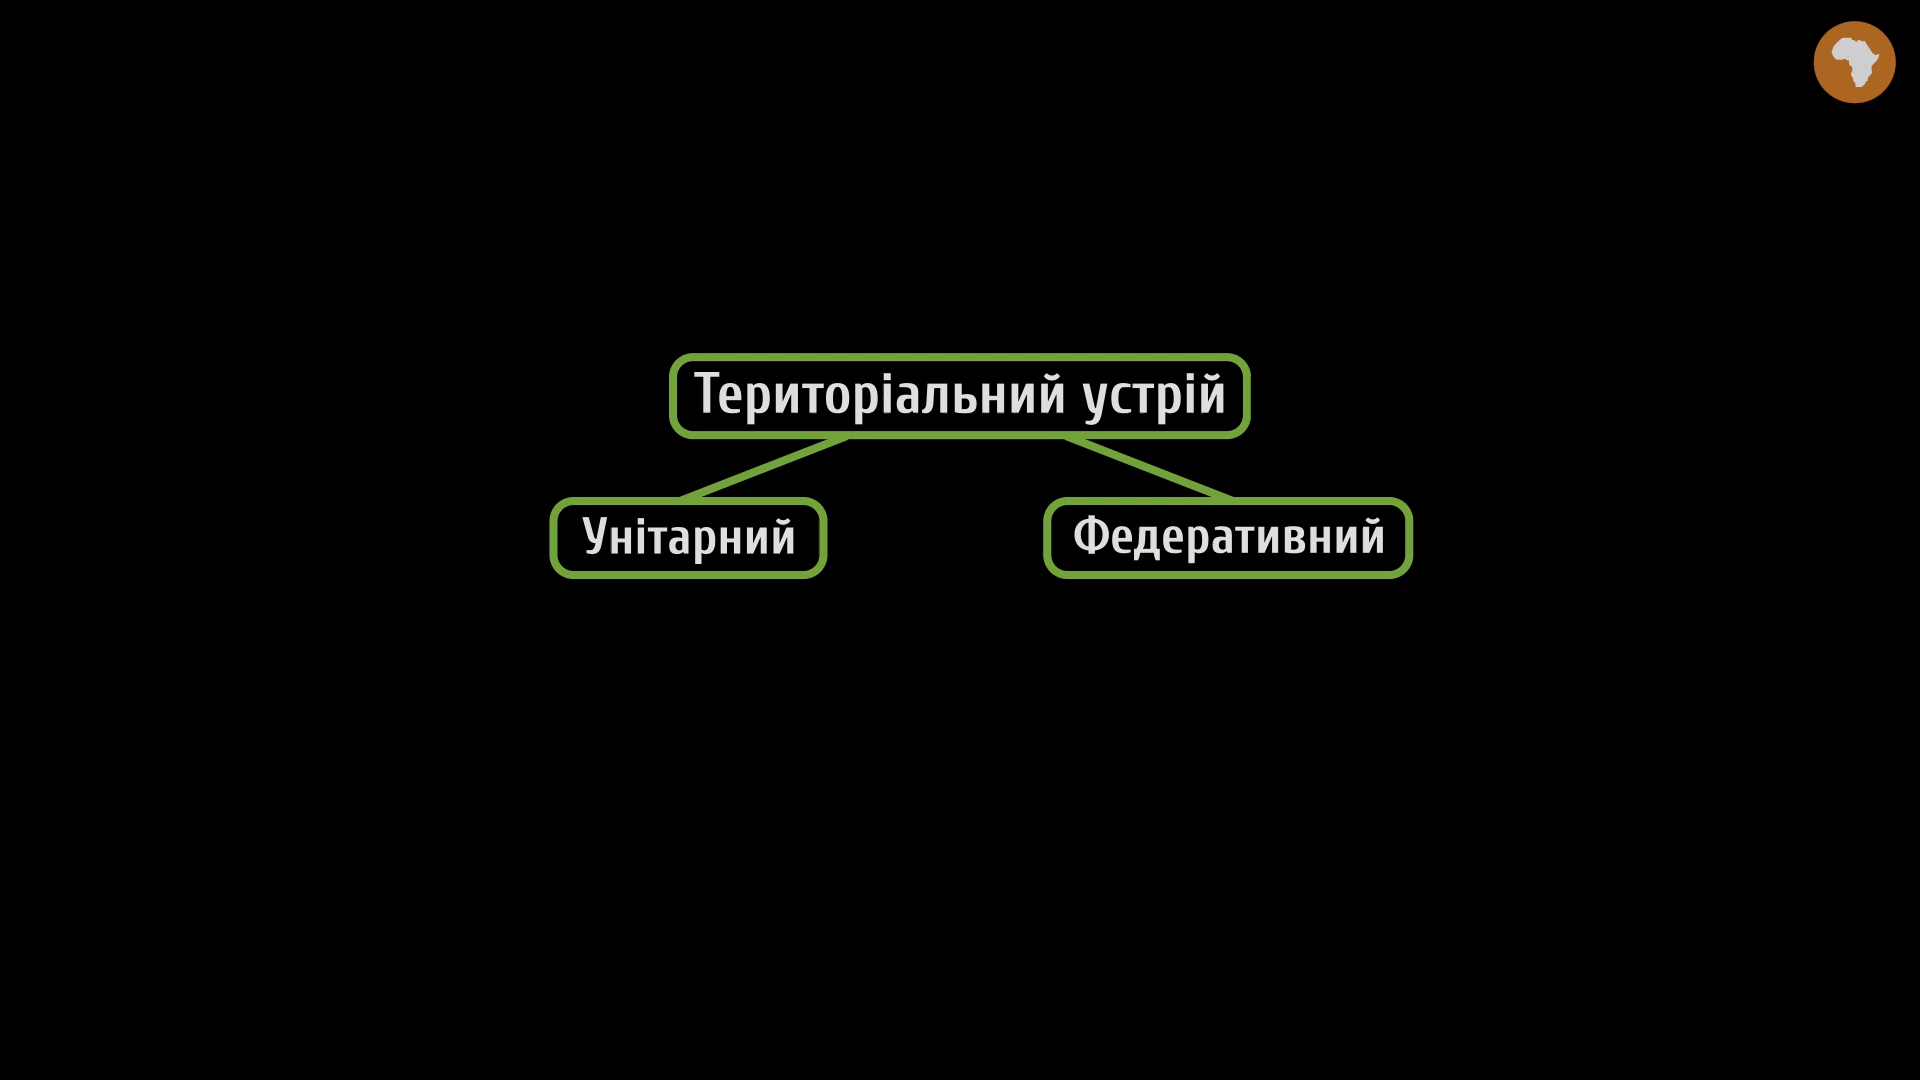 Територіальний устрій
Унітарний
Федеративний